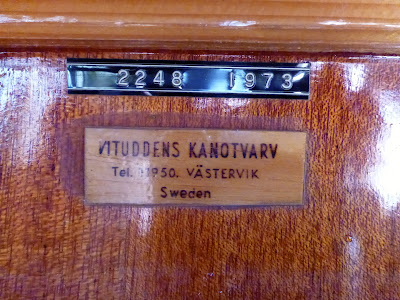 2248 1973
VITUDDENS KANOTVARV
Tel. 11950. VÄSTERVIK
Sweden